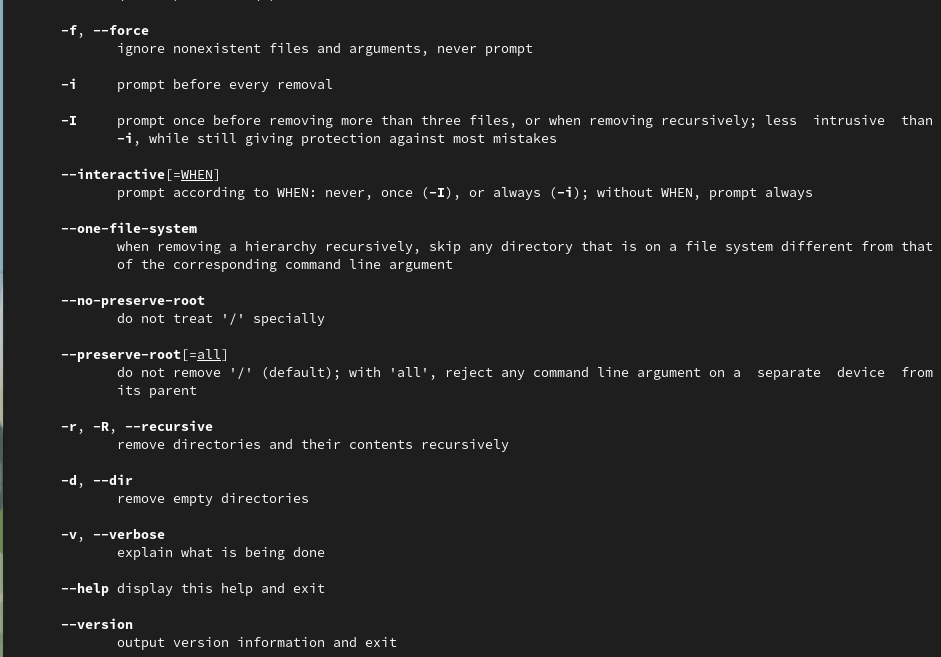 -f, --force
ignore nonexistent files and arguments, never prompt
-i prompt before every removal
-I prompt once before removing more than three files, or when removing recursively; less intrusive than
-i, while still giving protection against most mistakes
--interactive[=WHEN]
prompt according to WHEN: never, once (-I), or always (-i); without WHEN, prompt always
--one-file-system
when removing a hierarchy recursively, skip any directory that is on a file system different from that
of the corresponding command line argument
--no-preserve-root
do not treat '/' specially
--preserve-root[=all]
do not remove '/' (default); with 'all', reject any command line argument on a separate device from
its parent
-r, -R, --recursive
remove directories and their contents recursively
-d, --dir
remove empty directories
-v, --verbose
explain what is being done
--help display this help and exit
--version
output version information and exit